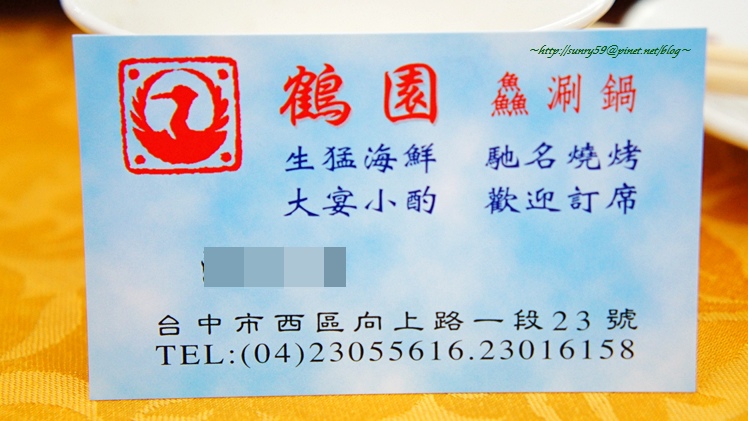 ~http://sunry59@pixnet.net/blog~
鶴園 鱻涮鍋
生猛海鮮 馳名燒烤
大宴小酌 歡迎訂席
台中市西區向上路一段23號
TEL:(04)23055616.23016158